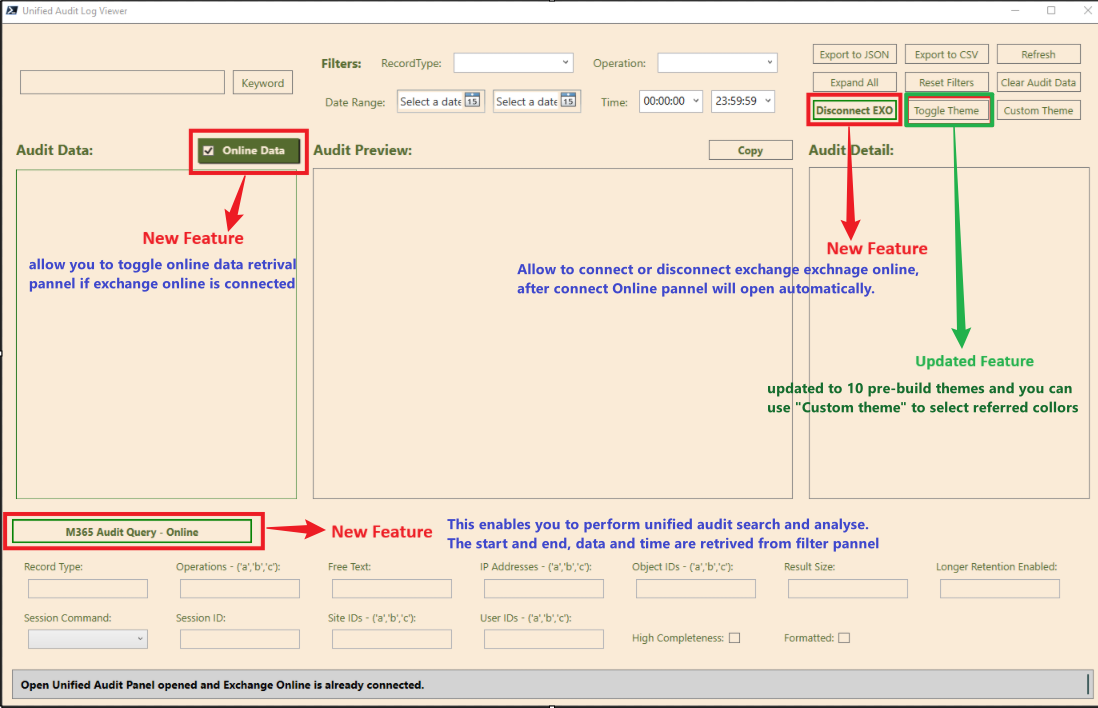 Unified Audit Log Viewer
Filters: RecordType: Operation:
Export to JSON Export to CSV Refresh
Keyword
Expand All Reset Filters Clear Audit Data
Date Range: Select a date 15 Select a date 15 Time: 00:00:00 23:59:59
Disconnect EXO Toggle Theme Custom Theme
Audit Data: Online Data Audit Preview: Copy Audit Detail:
New Feature
allow you to toggle online data retrival
pannel if exchange online is connected
New Feature
Allow to connect or disconnect exchange exchnage online,
after connect Online pannel will open automatically.
Updated Feature
updated to 10 pre-build themes and you can
use "Custom theme" to select referred collors
M365 Audit Query - Online
New Feature
This enables you to perform unified audit search and analyse.
The start and end, data and time are retrived from filter pannel
Record Type: Operations - ('a','b','c'): Free Text: IP Addresses - ('a','b','c'): Object IDs - ('a','b','c'): Result Size: Longer Retention Enabled:
Session Command: Session ID: Site IDs - ('a','b','c'): User IDs - ('a','b','c'):
High Completeness: Formatted:
Open Unified Audit Panel opened and Exchange Online is already connected.